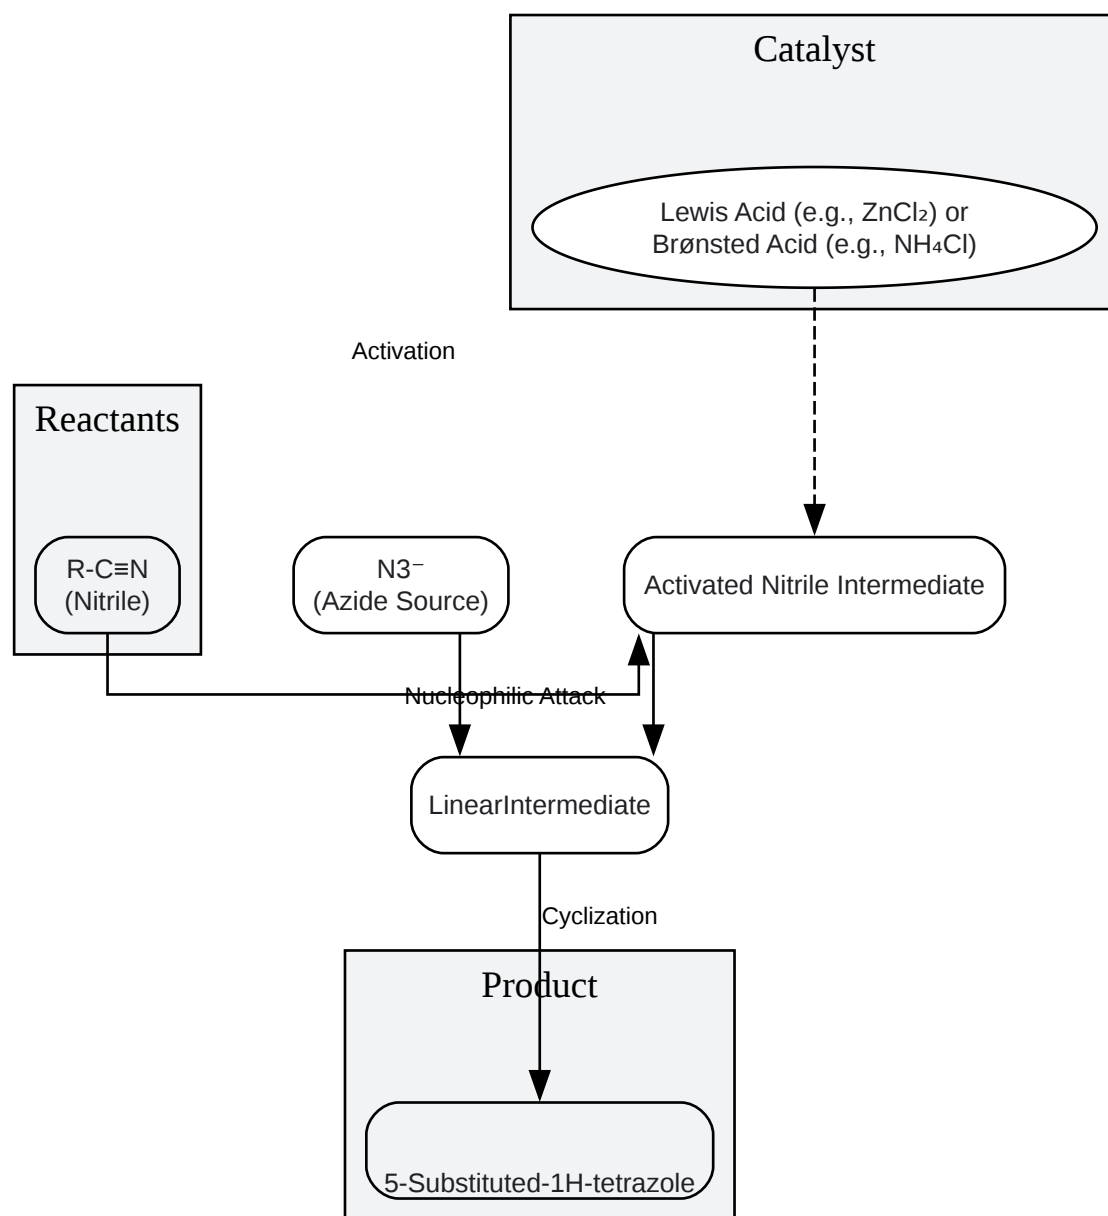 Catalyst
Lewis Acid (e.g., ZnCl₂) or
Brønsted Acid (e.g., NH₄Cl)
Activation
Reactants
R-C≡N
(Nitrile)
N3⁻
(Azide Source)
Activated Nitrile Intermediate
Nucleophilic Attack
LinearIntermediate
Cyclization
Product
5-Substituted-1H-tetrazole